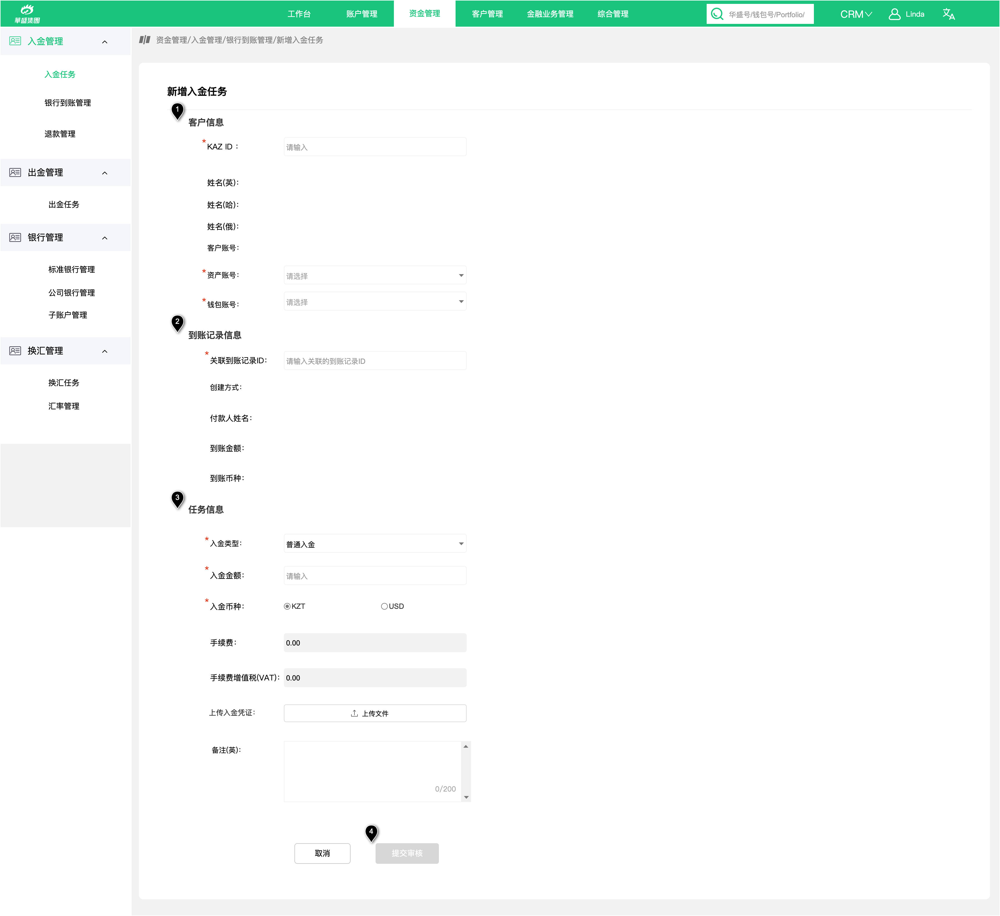 華盛集團
工作台 账户管理 资金管理 客户管理 金融业务管理 综合管理 华盛号/钱包号/Portfolio/ CRM Linda 文A
入金管理
入金任务
银行到账管理
退款管理
出金管理
出金任务
银行管理
标准银行管理
公司银行管理
子账户管理
换汇管理
换汇任务
汇率管理
资金管理/入金管理/银行到账管理/新增入金任务
新增入金任务
1
客户信息
* KAZ ID : 请输入
姓名(英):
姓名(哈):
姓名(俄):
客户账号:
* 资产账号: 请选择
* 钱包账号: 请选择
2
到账记录信息
* 关联到账记录ID: 请输入关联的到账记录ID
创建方式:
付款人姓名:
到账金额:
到账币种:
3
任务信息
* 入金类型: 普通入金
* 入金金额: 请输入
* 入金币种: KZT USD
手续费: 0.00
手续费增值税(VAT): 0.00
上传入金凭证: 上传文件
备注(英):
0/200
4
取消 提交审核